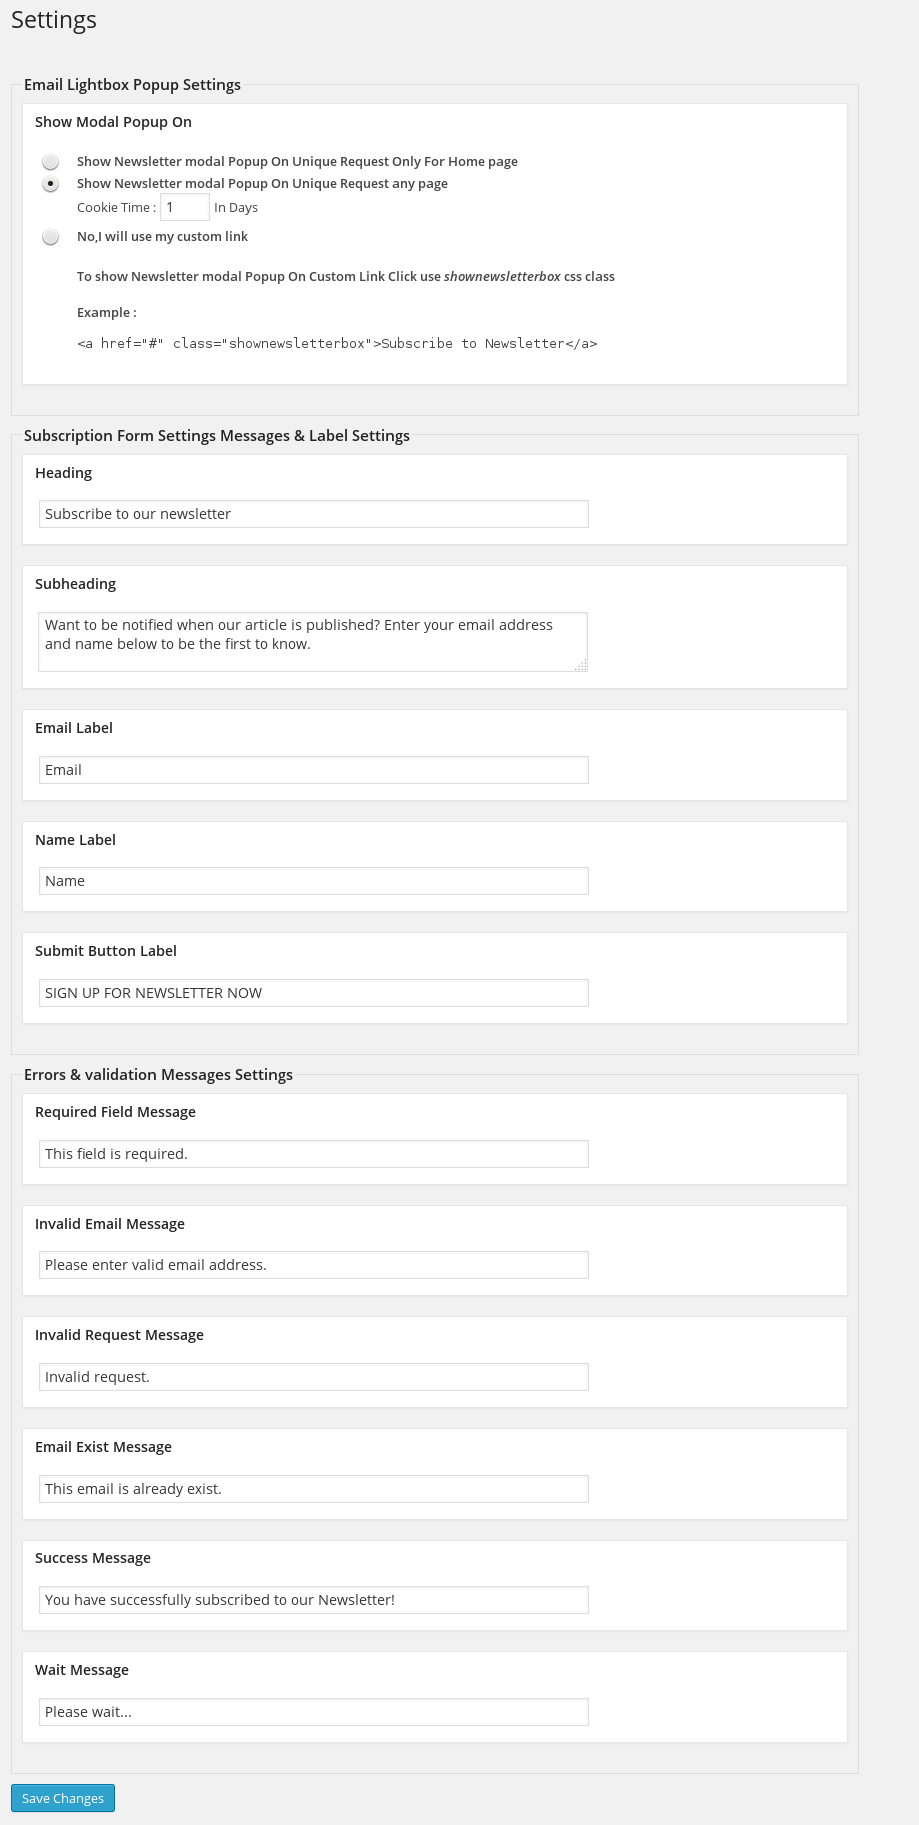 Settings
Email Lightbox Popup Settings
Show Modal Popup On
Show Newsletter modal Popup On Unique Request Only For Home page
Show Newsletter modal Popup On Unique Request any page
Cookie Time : 1 In Days
No,I will use my custom link
To show Newsletter modal Popup On Custom Link Click use shownewsletterbox css class
Example :
<a href="#" class="shownewsletterbox">Subscribe to Newsletter</a>
Subscription Form Settings Messages & Label Settings
Heading
Subscribe to our newsletter
Subheading
Want to be notified when our article is published? Enter your email address
and name below to be the first to know.
Email Label
Email
Name Label
Name
Submit Button Label
SIGN UP FOR NEWSLETTER NOW
Errors & validation Messages Settings
Required Field Message
This field is required.
Invalid Email Message
Please enter valid email address.
Invalid Request Message
Invalid request.
Email Exist Message
This email is already exist.
Success Message
You have successfully subscribed to our Newsletter!
Wait Message
Please wait...
Save Changes